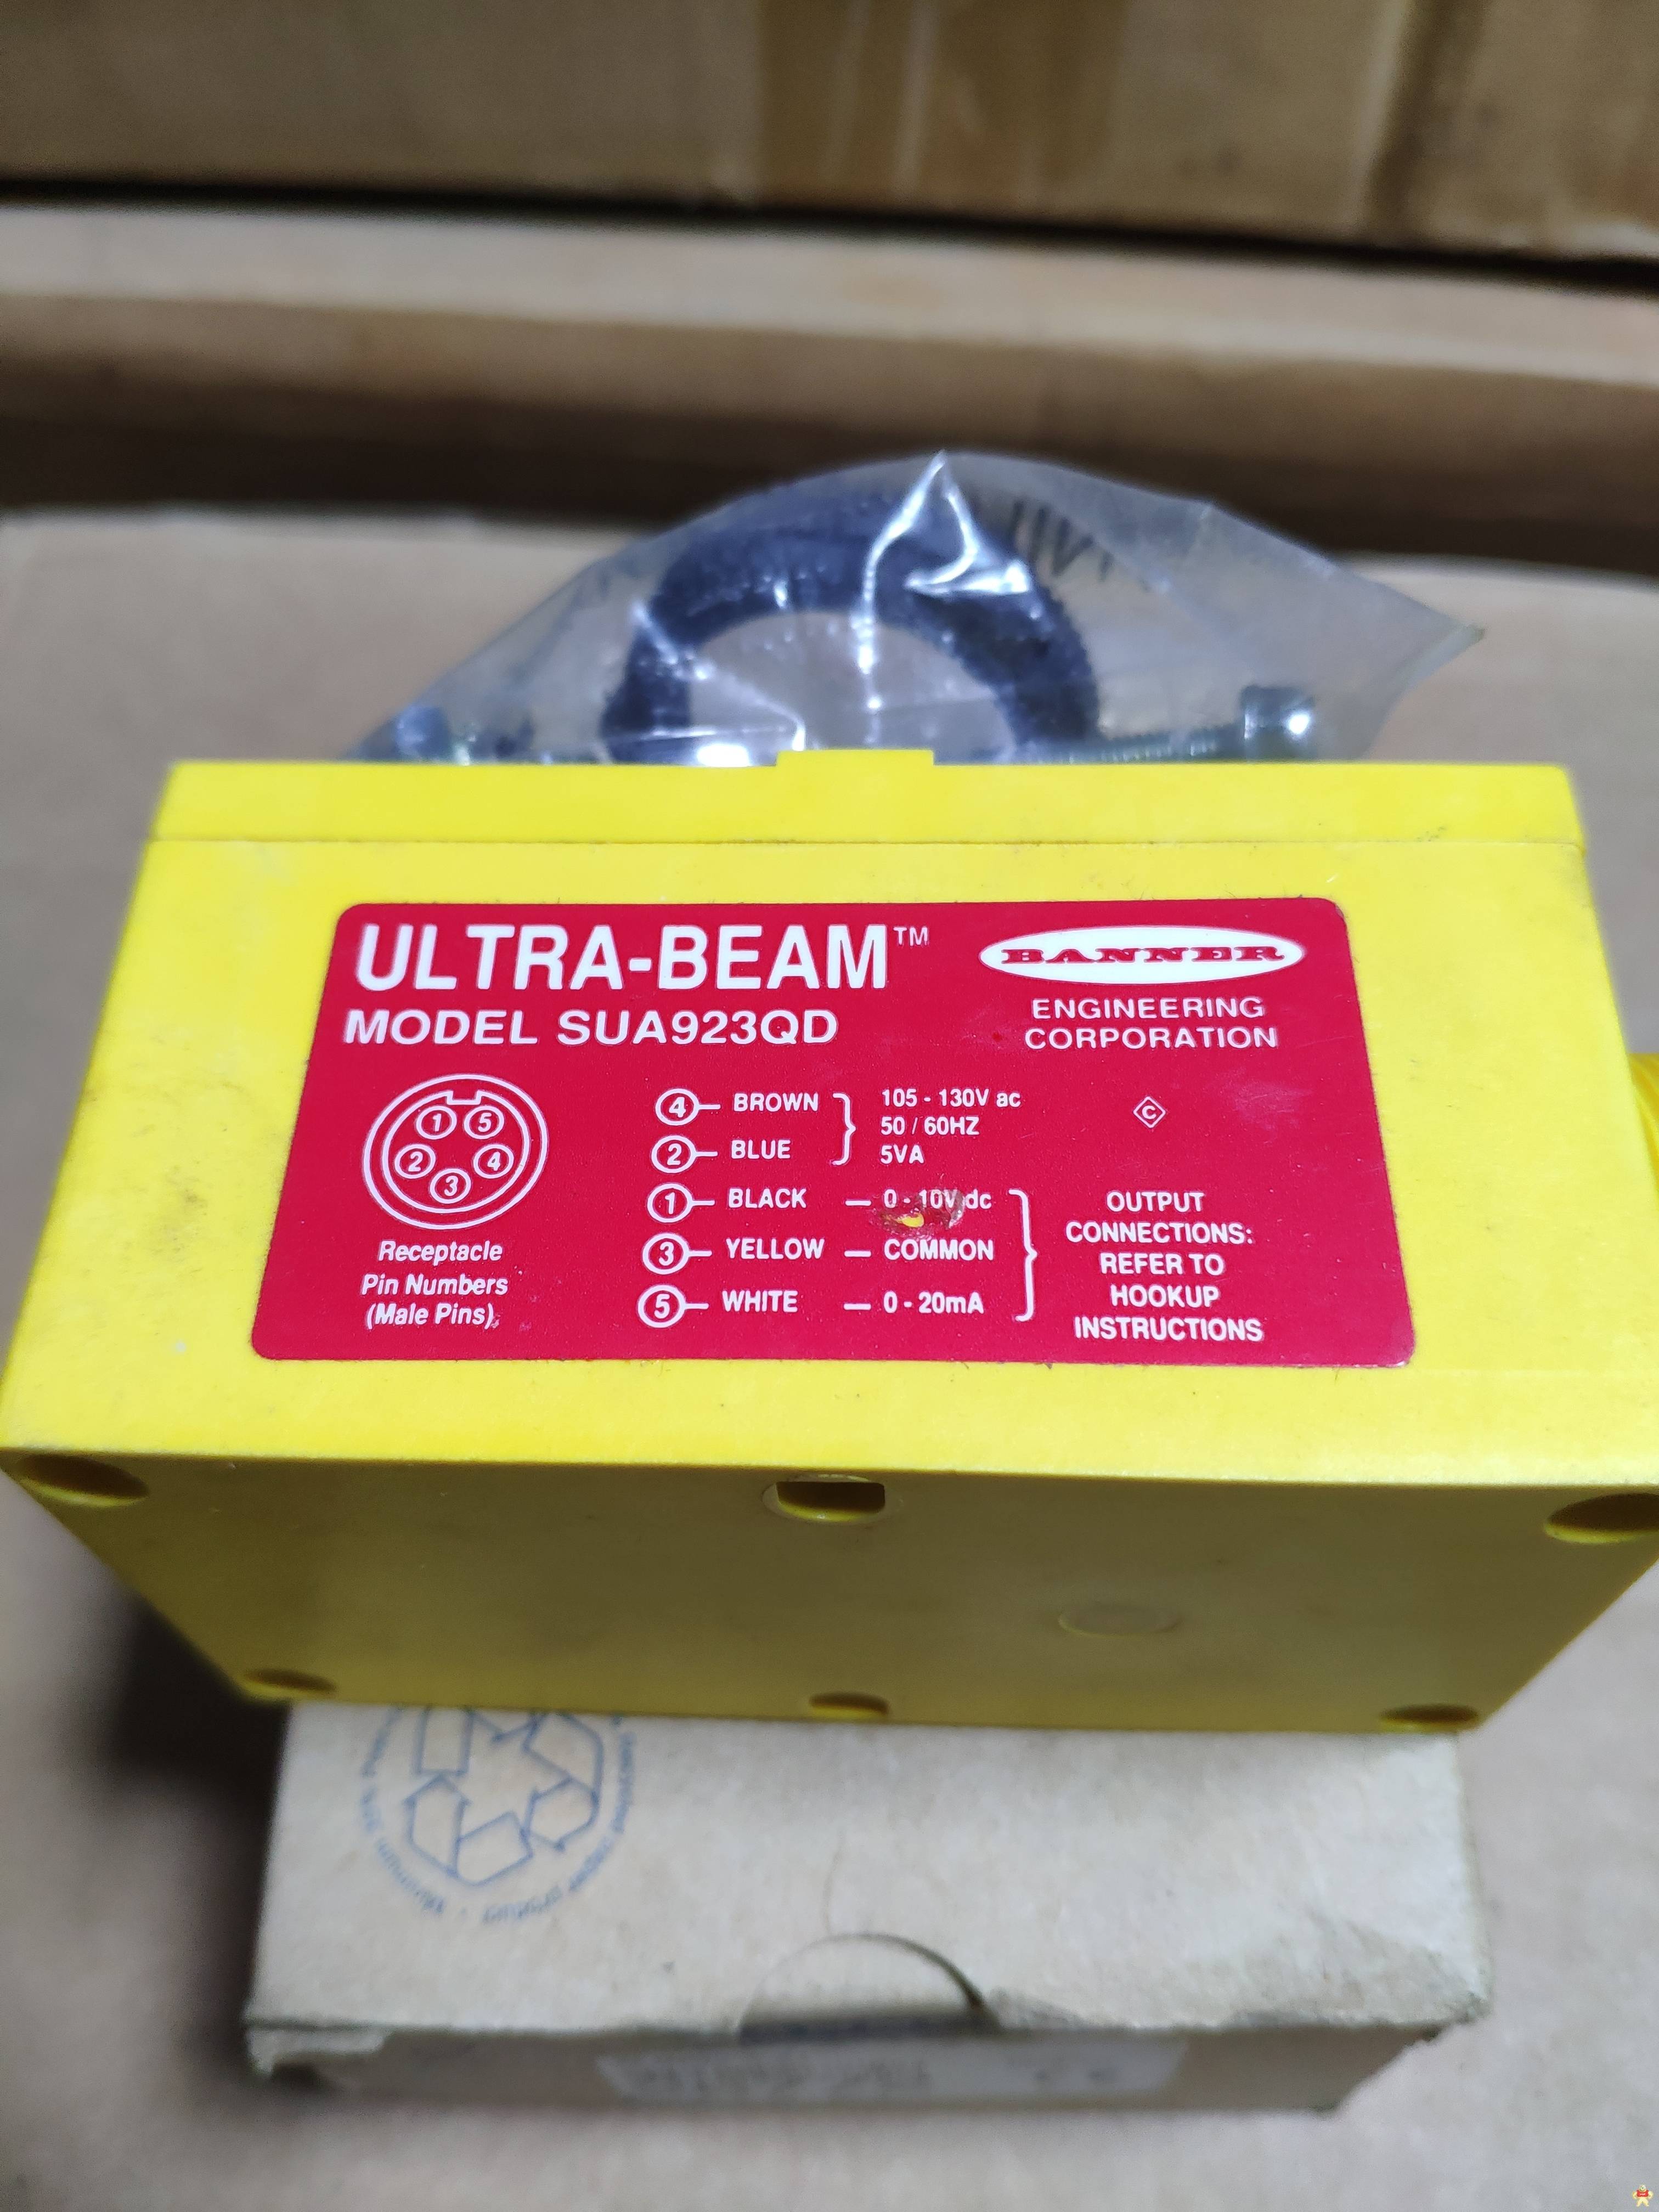 ULTRA-BEAM™
MODEL SUA923QD
BANNER
ENGINEERING
CORPORATION
1 5
2 4
3
Receptacle
Pin Numbers
(Male Pins)
4 — BROWN
2 — BLUE
105 - 130V ac
50 / 60HZ
5VA
C
1 — BLACK — 0 - 10V dc
3 — YELLOW — COMMON
5 — WHITE — 0 - 20mA
OUTPUT
CONNECTIONS:
REFER TO
HOOKUP
INSTRUCTIONS